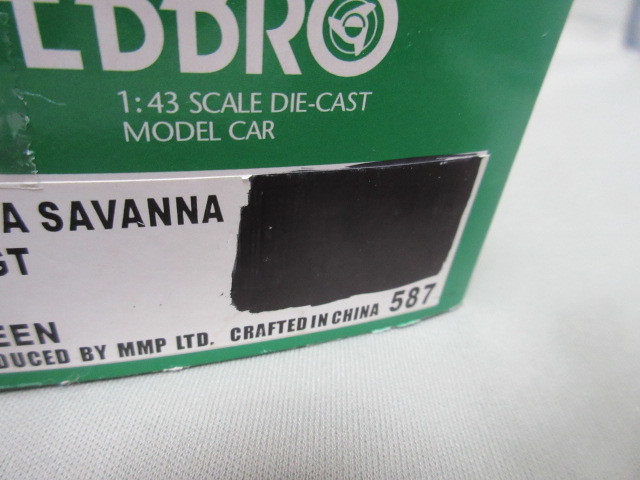 EBBRO
1:43 SCALE DIE-CAST
MODEL CAR
A SAVANNA
GT
EEN
DUCED BY MMP LTD. CRAFTED IN CHINA 587